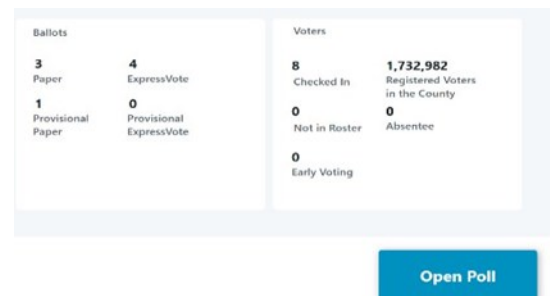 Ballots
3
Paper
4
ExpressVote
1
Provisional
Paper
0
Provisional
ExpressVote
Voters
8
Checked In
1,732,982
Registered Voters
in the County
0
Not in Roster
0
Absentee
0
Early Voting
Open Poll